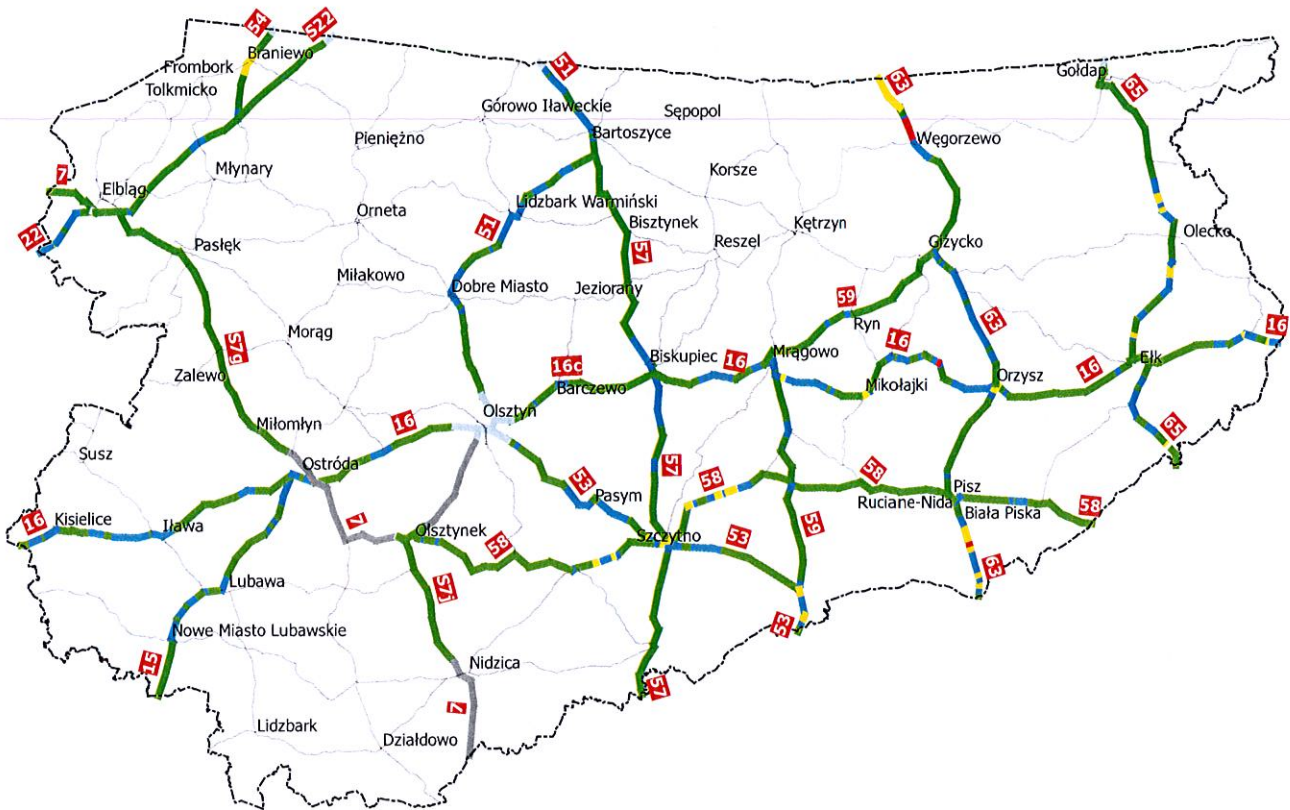 54
S22
Braniewo
Frombork
Tolkmicko
51
63
Gołdap
65
Górowo Iławeckie
Sępopol
Bartoszyce
Pieniężno
Węgorzewo
7
Elbląg
Młynary
Korsze
Lidzbark Warmiński
Orneta
Bisztynek
Kętrzyn
22
51
Pasłęk
57
Reszel
Giżycko
Olecko
Miłakowo
Dobre Miasto
Jeziorany
59
Ryn
63
Morąg
S7g
16
16
Zalewo
Biskupiec
16
Mrągowo
16c
Barczewo
Mikołajki
Orzysz
16
Ełk
Miłomłyn
16
Olsztyn
Susz
Ostróda
57
65
53
Pasym
58
58
Pisz
16
Kisielice
Iława
Ruciane-Nida
Biała Piska
58
7
Olsztynek
59
Szczytno
58
53
63
Lubawa
S7j
Nowe Miasto Lubawskie
53
15
Nidzica
57
7
Lidzbark
Działdowo